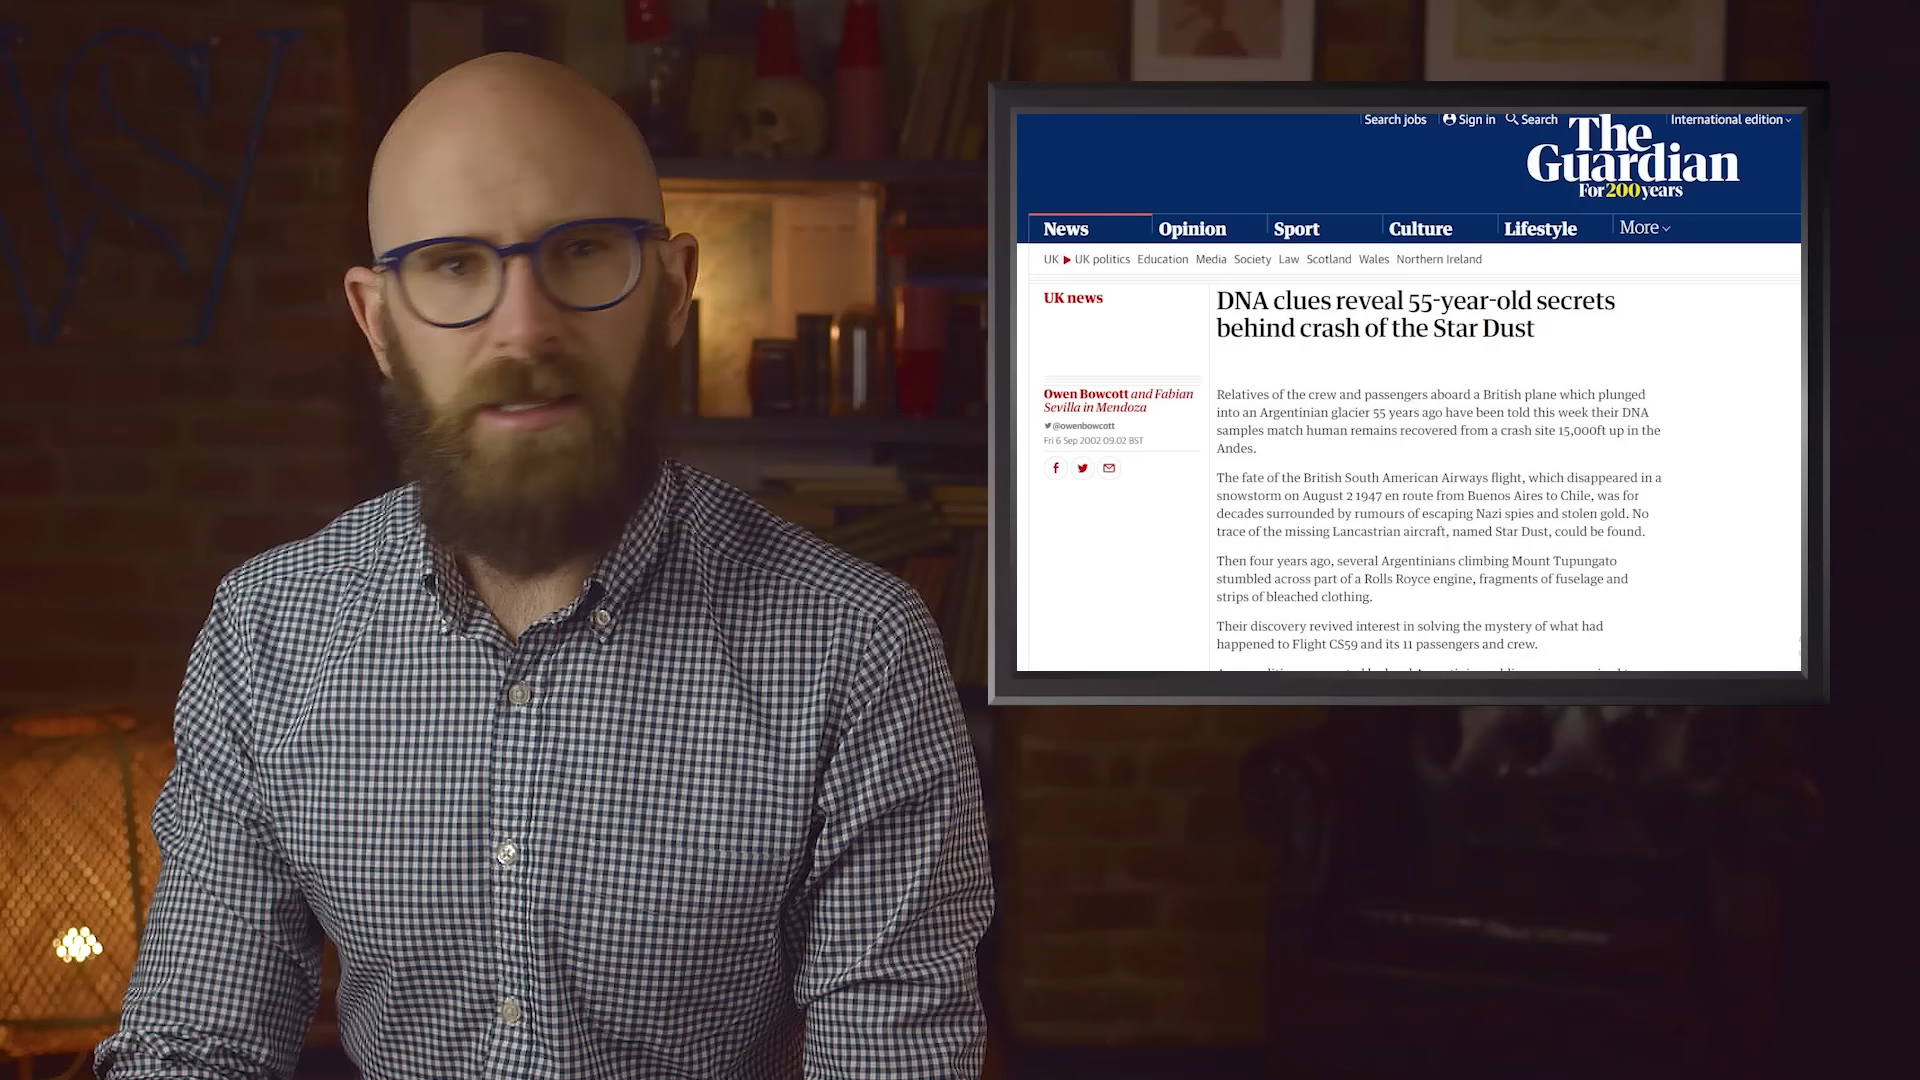 Search jobs
Sign in
Search
International edition
The
Guardian
For 200 years
News
Opinion
Sport
Culture
Lifestyle
More
UK
UK politics
Education
Media
Society
Law
Scotland
Wales
Northern Ireland
UK news
DNA clues reveal 55-year-old secrets
behind crash of the Star Dust
Owen Bowcott and Fabian
Sevilla in Mendoza
@owenbowcott
Fri 6 Sep 2002 09.02 BST
Relatives of the crew and passengers aboard a British plane which plunged
into an Argentinian glacier 55 years ago have been told this week their DNA
samples match human remains recovered from a crash site 15,000ft up in the
Andes.
The fate of the British South American Airways flight, which disappeared in a
snowstorm on August 2 1947 en route from Buenos Aires to Chile, was for
decades surrounded by rumours of escaping Nazi spies and stolen gold. No
trace of the missing Lancastrian aircraft, named Star Dust, could be found.
Then four years ago, several Argentinians climbing Mount Tupungato
stumbled across part of a Rolls Royce engine, fragments of fuselage and
strips of bleached clothing.
Their discovery revived interest in solving the mystery of what had
happened to Flight CS59 and its 11 passengers and crew.